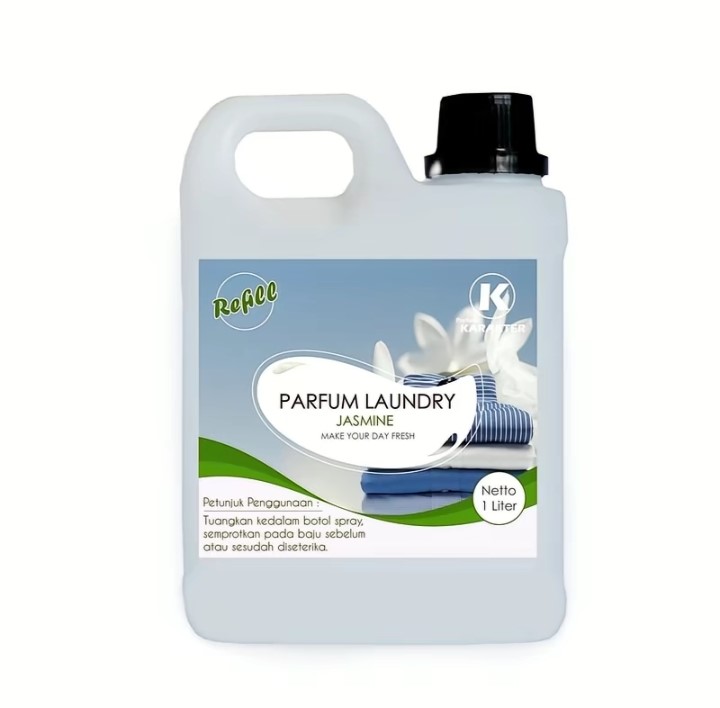 Refill
K
KARAKTER
PARFUM LAUNDRY
JASMINE
MAKE YOUR DAY FRESH
Netto
1 Liter
Petunjuk Penggunaan :
Tuangkan kedalam botol spray,
semprotkan pada baju sebelum
atau sesudah diseterika.